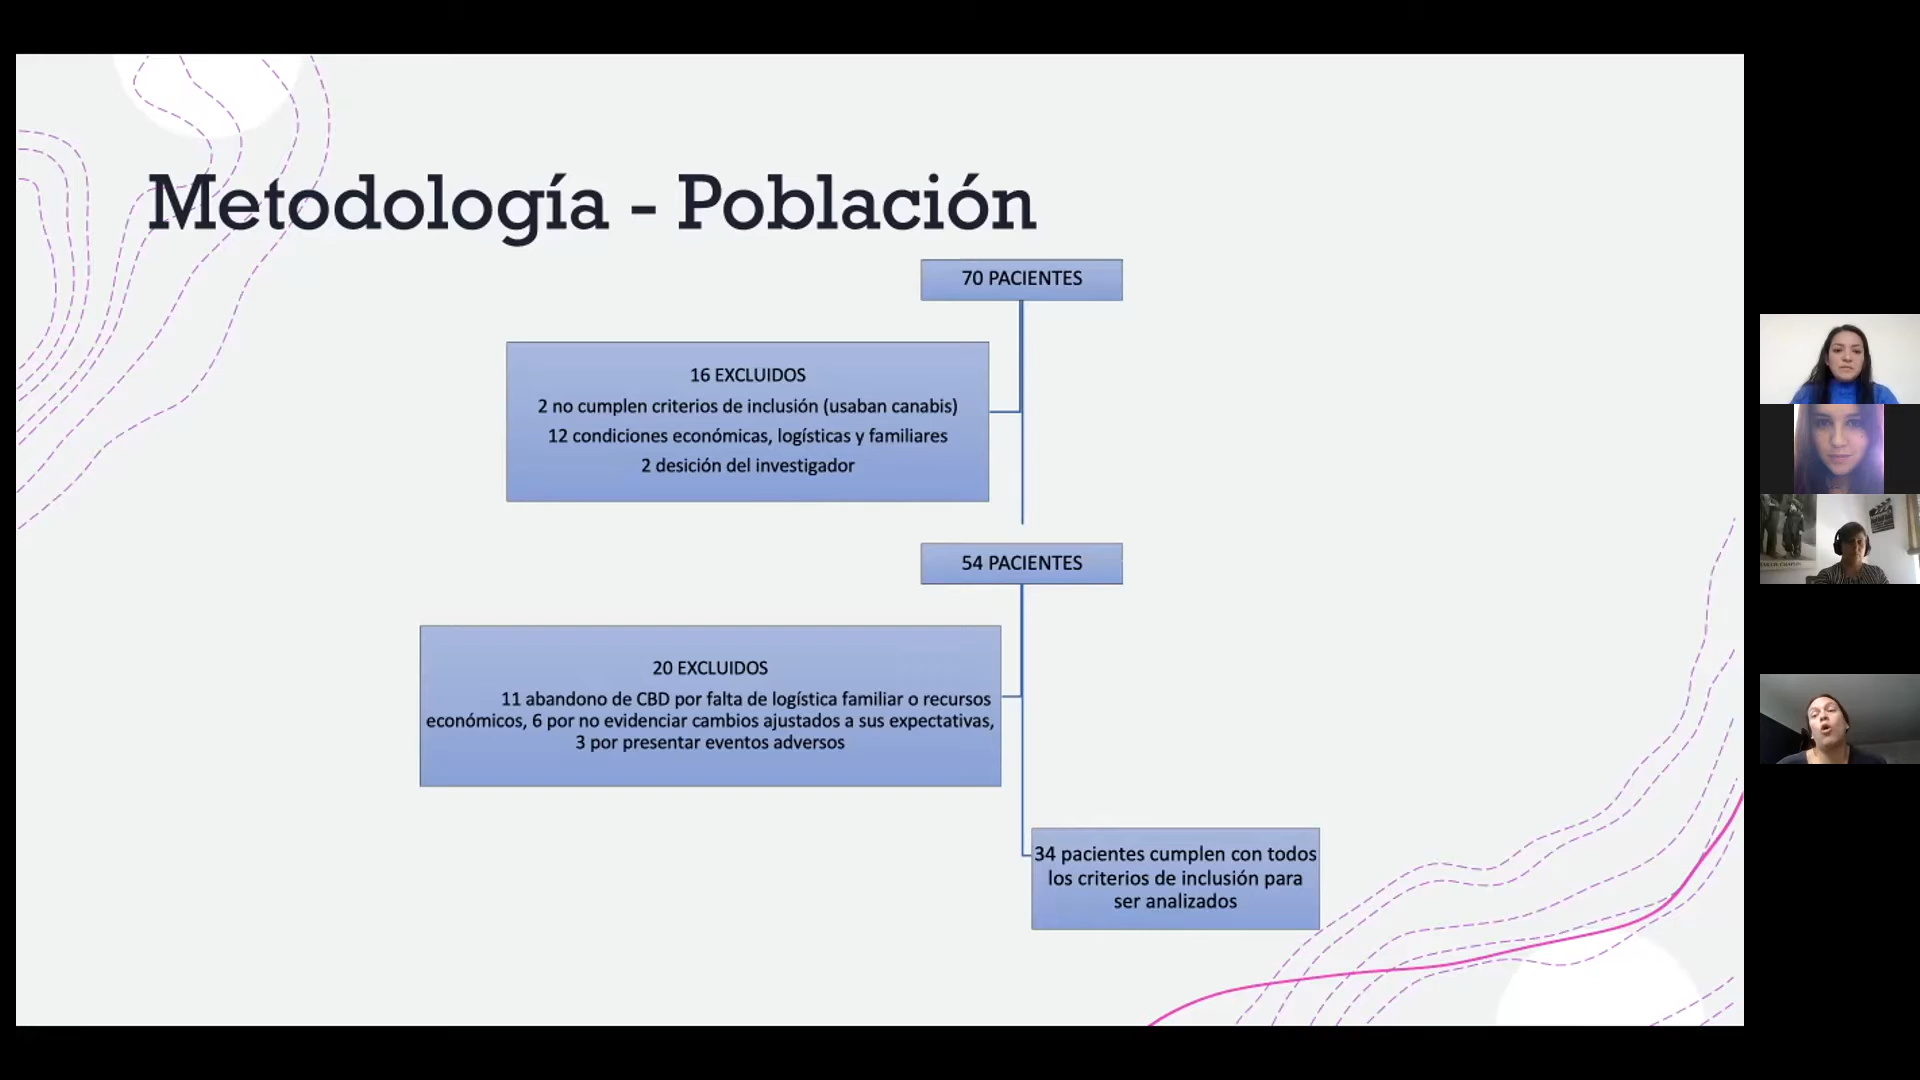 Metodología - Población
70 PACIENTES
16 EXCLUIDOS
2 no cumplen criterios de inclusión (usaban canabis)
12 condiciones económicas, logísticas y familiares
2 desición del investigador
54 PACIENTES
20 EXCLUIDOS
11 abandono de CBD por falta de logística familiar o recursos
económicos, 6 por no evidenciar cambios ajustados a sus expectativas,
3 por presentar eventos adversos
34 pacientes cumplen con todos
los criterios de inclusión para
ser analizados